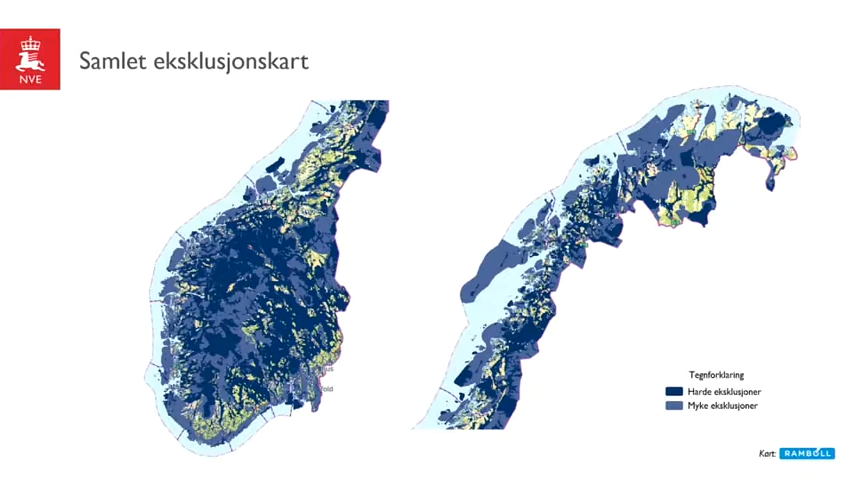 NVE
Samlet eksklusjonskart
Tegnforklaring
Harde eksklusjoner
Myke eksklusjoner
Kart: RAMBOLL